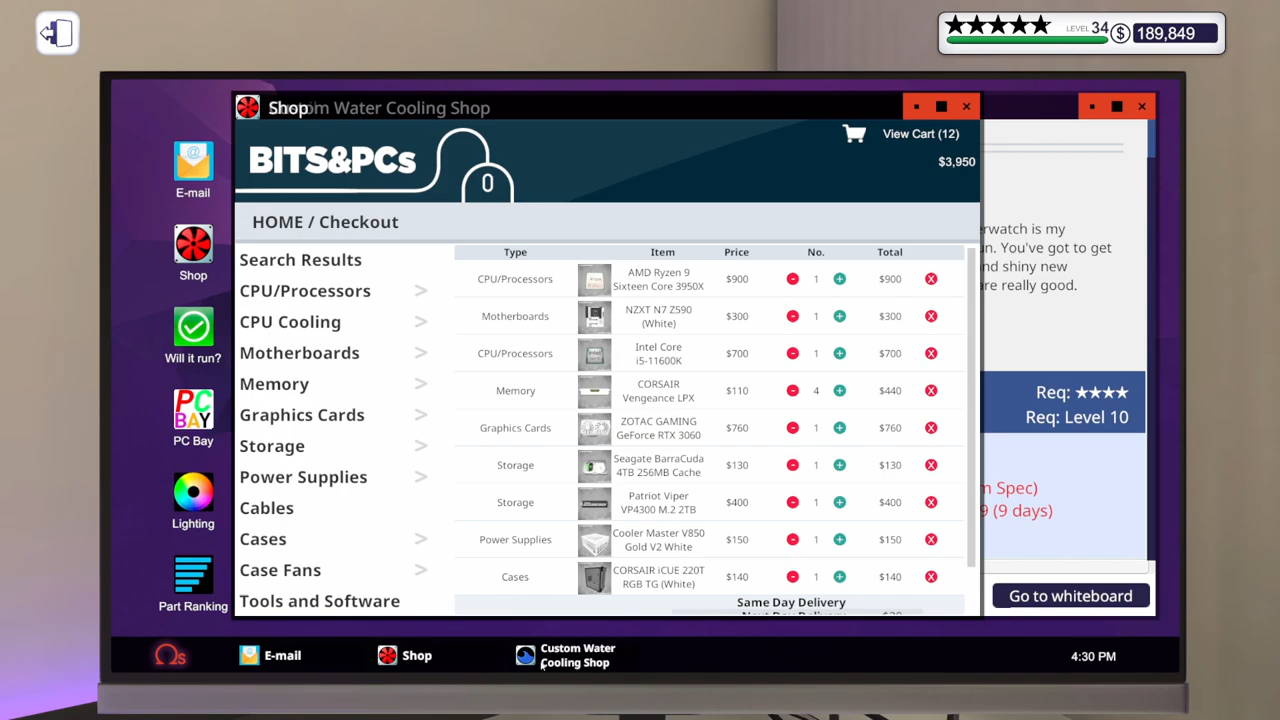 LEVEL 34 $ 189,849
Shop
Custom Water Cooling Shop
View Cart (12)
$3,950
BITS&PCs
HOME / Checkout
E-mail
Shop
Will it run?
PC Bay
Lighting
Part Ranking
Search Results
CPU/Processors >
CPU Cooling >
Motherboards >
Memory >
Graphics Cards >
Storage >
Power Supplies >
Cables
Cases >
Case Fans >
Tools and Software
Type Item Price No. Total
CPU/Processors AMD Ryzen 9 Sixteen Core 3950X $900 1 $900
Motherboards NZXT N7 Z590 (White) $300 1 $300
CPU/Processors Intel Core i5-11600K $700 1 $700
Memory CORSAIR Vengeance LPX $110 4 $440
Graphics Cards ZOTAC GAMING GeForce RTX 3060 $760 1 $760
Storage Seagate BarraCuda 4TB 256MB Cache $130 1 $130
Storage Patriot Viper VP4300 M.2 2TB $400 1 $400
Power Supplies Cooler Master V850 Gold V2 White $150 1 $150
Cases CORSAIR iCUE 220T RGB TG (White) $140 1 $140
Same Day Delivery
Next Day Delivery
erwatch is my
n. You've got to get
nd shiny new
are really good.
Req: ★★★★
Req: Level 10
m Spec)
9 (9 days)
Go to whiteboard
E-mail
Shop
Custom Water
Cooling Shop
4:30 PM